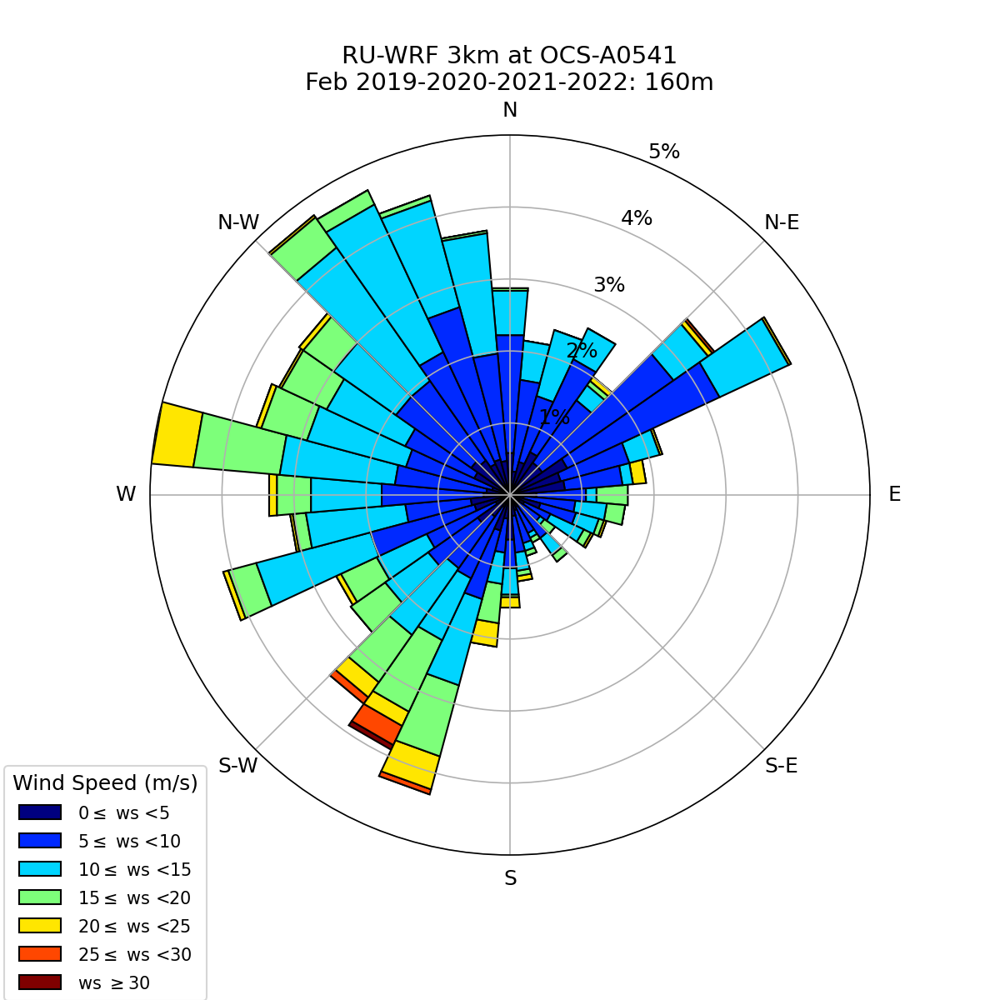 RU-WRF 3km at OCS-A0541
Feb 2019-2020-2021-2022: 160m
N
5%
4%
N-W
N-E
3%
2%
1%
W
E
S-W
S-E
S
Wind Speed (m/s)
0≤ ws <5
5≤ ws <10
10≤ ws <15
15≤ ws <20
20≤ ws <25
25≤ ws <30
ws ≥30